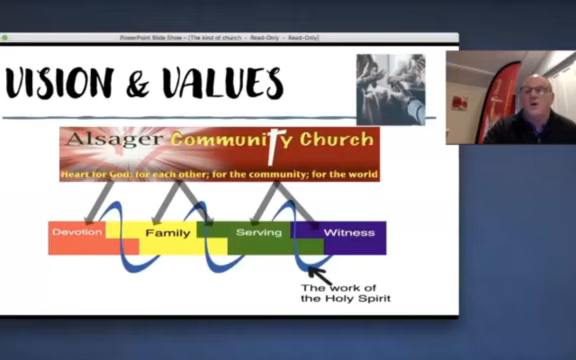 PowerPoint Slide Show - [The kind of church - Read-Only - Read-Only]
VISION & VALUES
Alsager Community Church
Heart for God; for each other; for the community; for the world
Devotion Family Serving Witness
The work of
the Holy Spirit